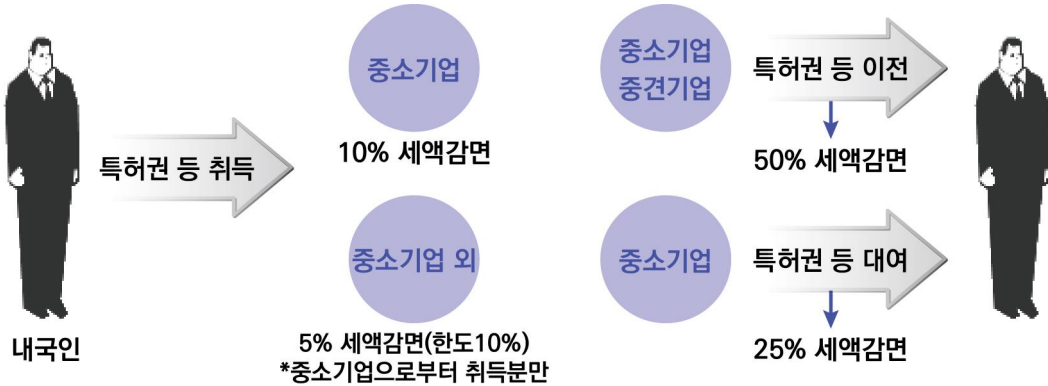 특허권 등 취득
내국인
중소기업
10% 세액감면
중소기업 외
5% 세액감면(한도10%)
*중소기업으로부터 취득분만
중소기업
중견기업
특허권 등 이전
50% 세액감면
중소기업
특허권 등 대여
25% 세액감면